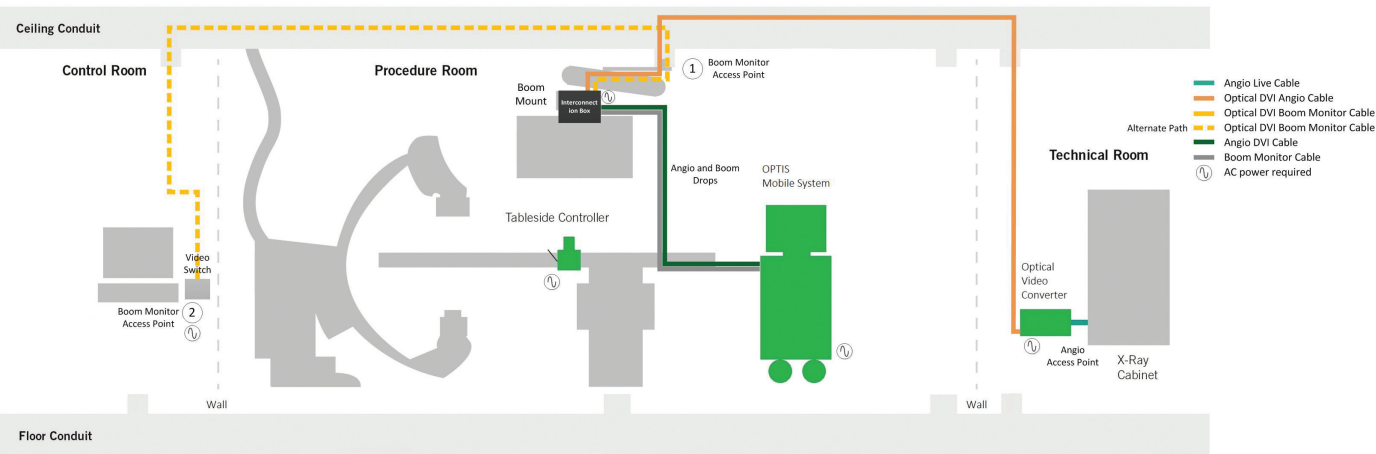 Ceiling Conduit
Control Room
Procedure Room
1
Boom Monitor
Access Point
Boom
Mount
Interconnect
ion Box
Angio Live Cable
Optical DVI Angio Cable
Optical DVI Boom Monitor Cable
Alternate Path
Optical DVI Boom Monitor Cable
Angio DVI Cable
Boom Monitor Cable
AC power required
Technical Room
Angio and Boom
Drops
OPTIS
Mobile System
Tableside Controller
Video
Switch
Boom Monitor
Access Point
2
Optical
Video
Converter
Angio
Access Point
X-Ray
Cabinet
Wall
Wall
Floor Conduit